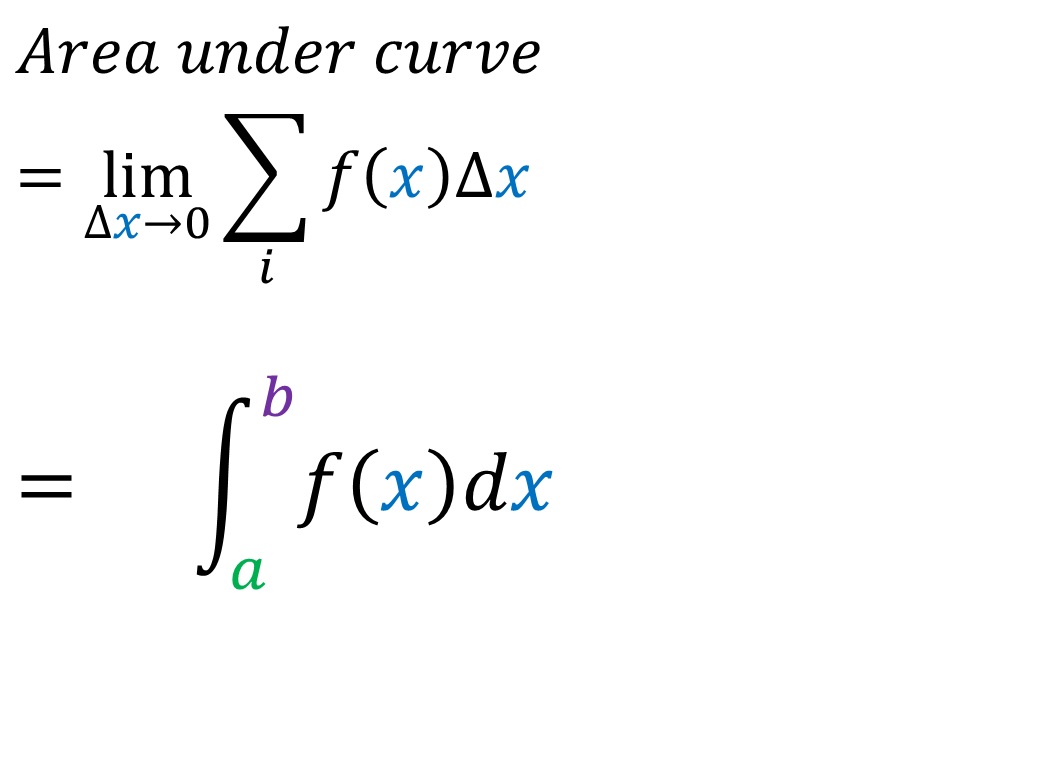 Area under curve
= lim Δx→0 ∑ i f(x)Δx
= ∫ a b f(x)dx